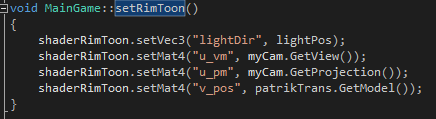 void MainGame::setRimToon()
{
shaderRimToon.setVec3("lightDir", lightPos);
shaderRimToon.setMat4("u_vm", myCam.GetView());
shaderRimToon.setMat4("u_pm", myCam.GetProjection());
shaderRimToon.setMat4("v_pos", patrikTrans.GetModel());
}